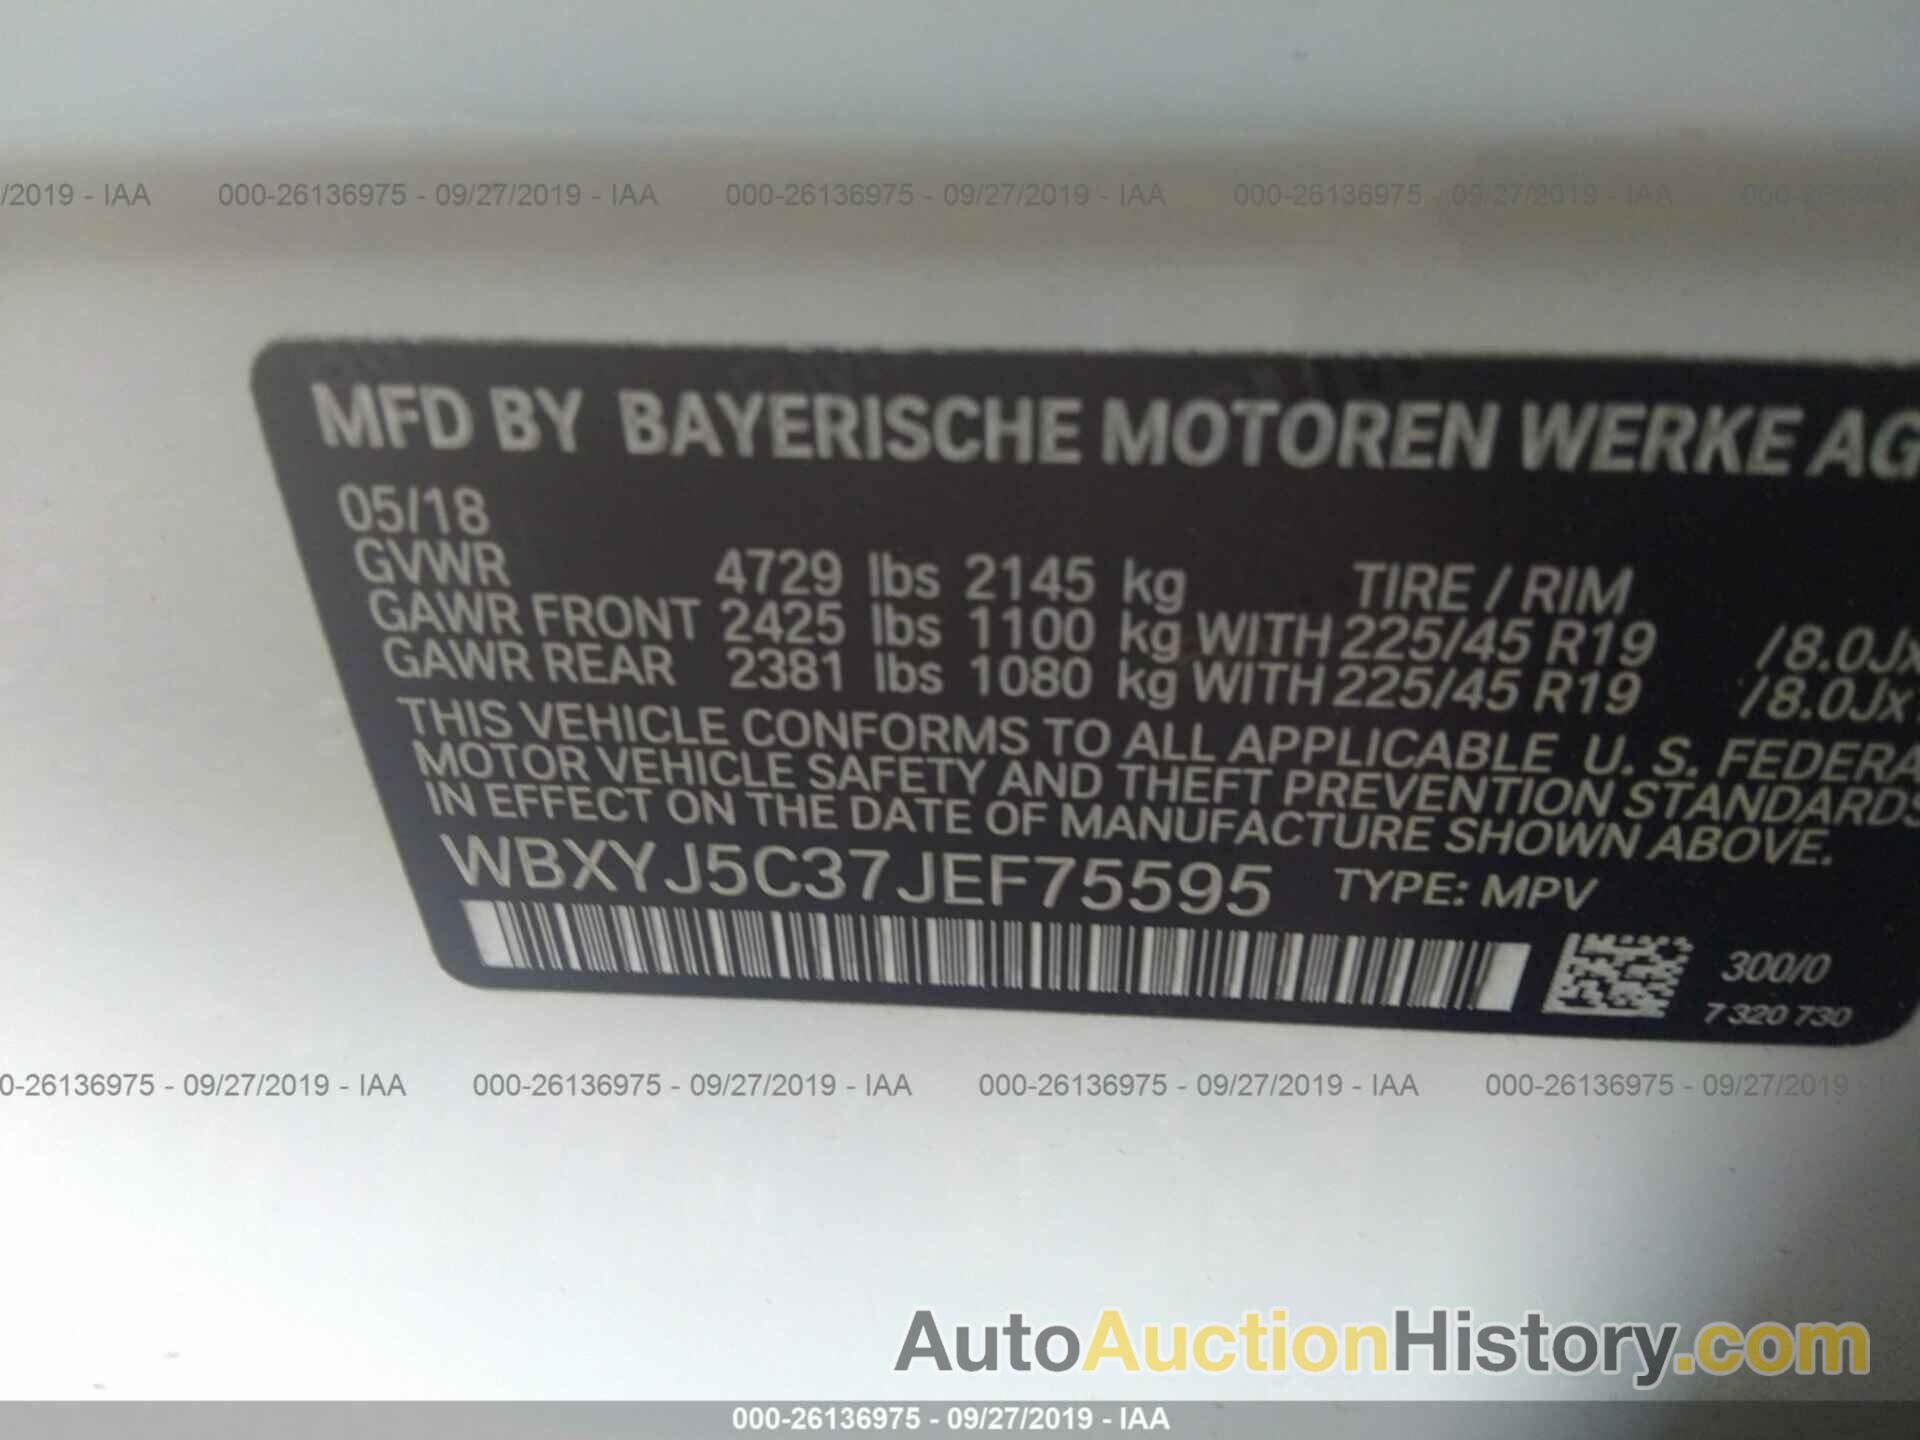 /2019 - IAA 000-26136975 - 09/27/2019 - IAA 000-26136975 - 09/27/2019 - IAA 000-26136975 - 09/27/2019 - IAA
MFD BY BAYERISCHE MOTOREN WERKE AG
05/18
GVWR 4729 lbs 2145 kg TIRE / RIM
GAWR FRONT 2425 lbs 1100 kg WITH 225/45 R19 /8.0Jx
GAWR REAR 2381 lbs 1080 kg WITH 225/45 R19 /8.0Jx
THIS VEHICLE CONFORMS TO ALL APPLICABLE U. S. FEDERA
MOTOR VEHICLE SAFETY AND THEFT PREVENTION STANDARDS
IN EFFECT ON THE DATE OF MANUFACTURE SHOWN ABOVE.
WBXYJ5C37JEF75595 TYPE: MPV
300/0
7 320 730
0-26136975 - 09/27/2019 - IAA 000-26136975 - 09/27/2019 - IAA 000-26136975 - 09/27/2019 - IAA 000-26136975 - 09/27/2019 -
AutoAuctionHistory.com
000-26136975 - 09/27/2019 - IAA